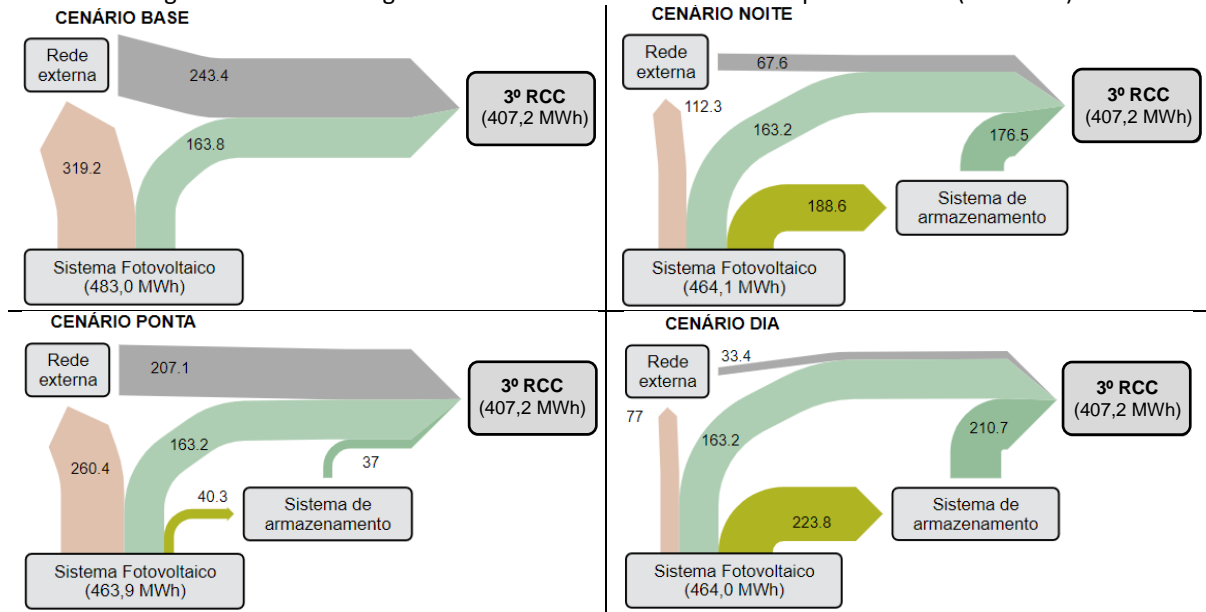 CENÁRIO BASE
Rede
externa
243.4
3º RCC
(407,2 MWh)
163.8
319.2
Sistema Fotovoltaico
(483,0 MWh)
CENÁRIO NOITE
Rede
externa
67.6
3º RCC
(407,2 MWh)
112.3
163.2
176.5
188.6
Sistema de
armazenamento
Sistema Fotovoltaico
(464,1 MWh)
CENÁRIO PONTA
Rede
externa
207.1
3º RCC
(407,2 MWh)
163.2
260.4
37
40.3
Sistema de
armazenamento
Sistema Fotovoltaico
(463,9 MWh)
CENÁRIO DIA
Rede
externa
33.4
3º RCC
(407,2 MWh)
77
163.2
210.7
223.8
Sistema de
armazenamento
Sistema Fotovoltaico
(464,0 MWh)